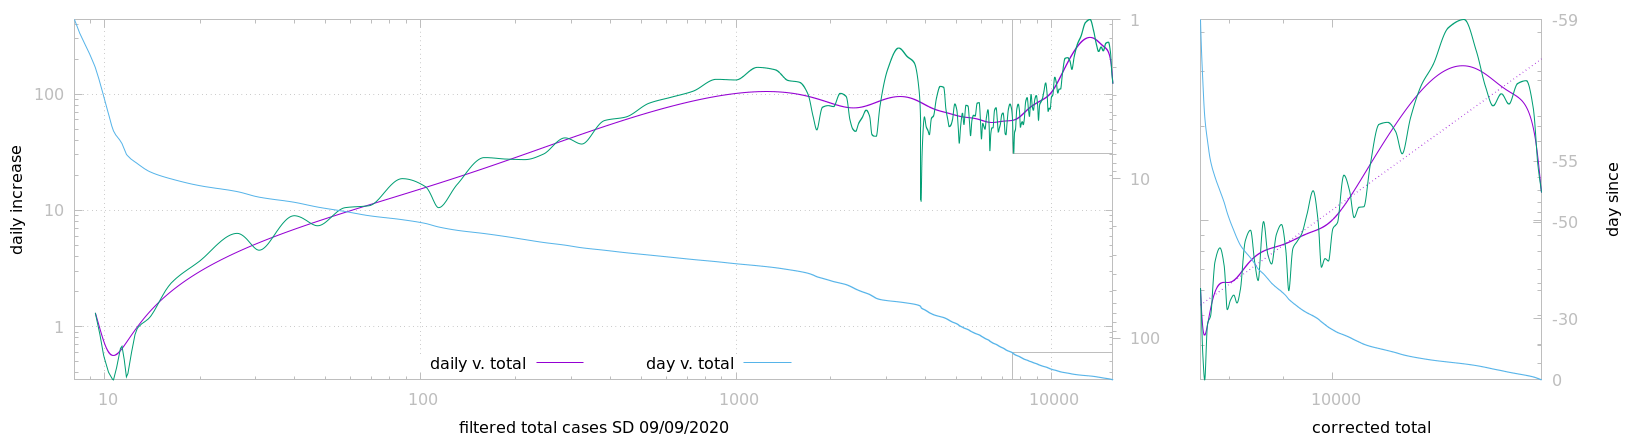 daily increase
100
10
1
1
10
100
daily v. total
day v. total
10
100
1000
10000
filtered total cases SD 09/09/2020
-59
-55
-50
-30
0
day since
10000
corrected total